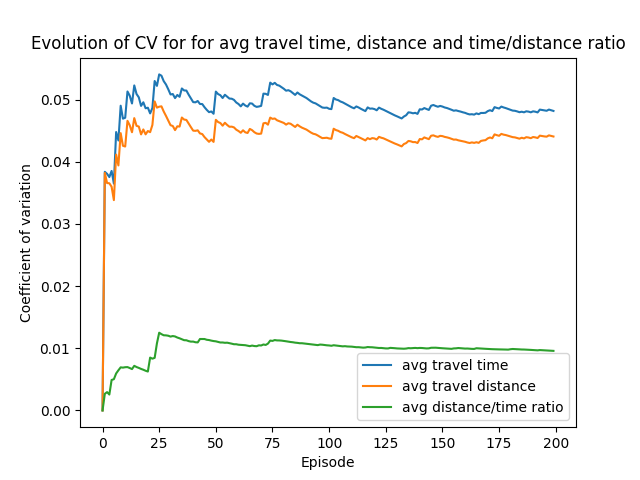 Evolution of CV for for avg travel time, distance and time/distance ratio
Coefficient of variation
0.05
0.04
0.03
0.02
0.01
0.00
avg travel time
avg travel distance
avg distance/time ratio
0 25 50 75 100 125 150 175 200
Episode